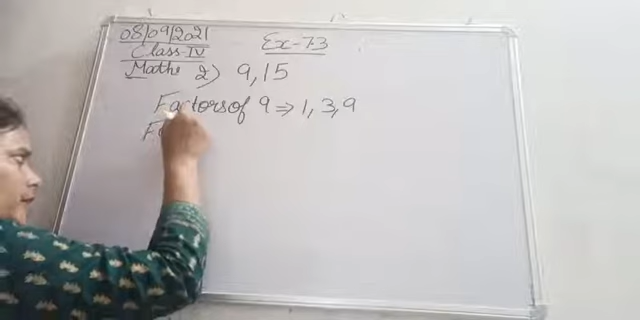 08/09/2021
Class-IV Ex-7.3
Maths 2) 9,15
Factors of 9 ⇒ 1, 3, 9
F